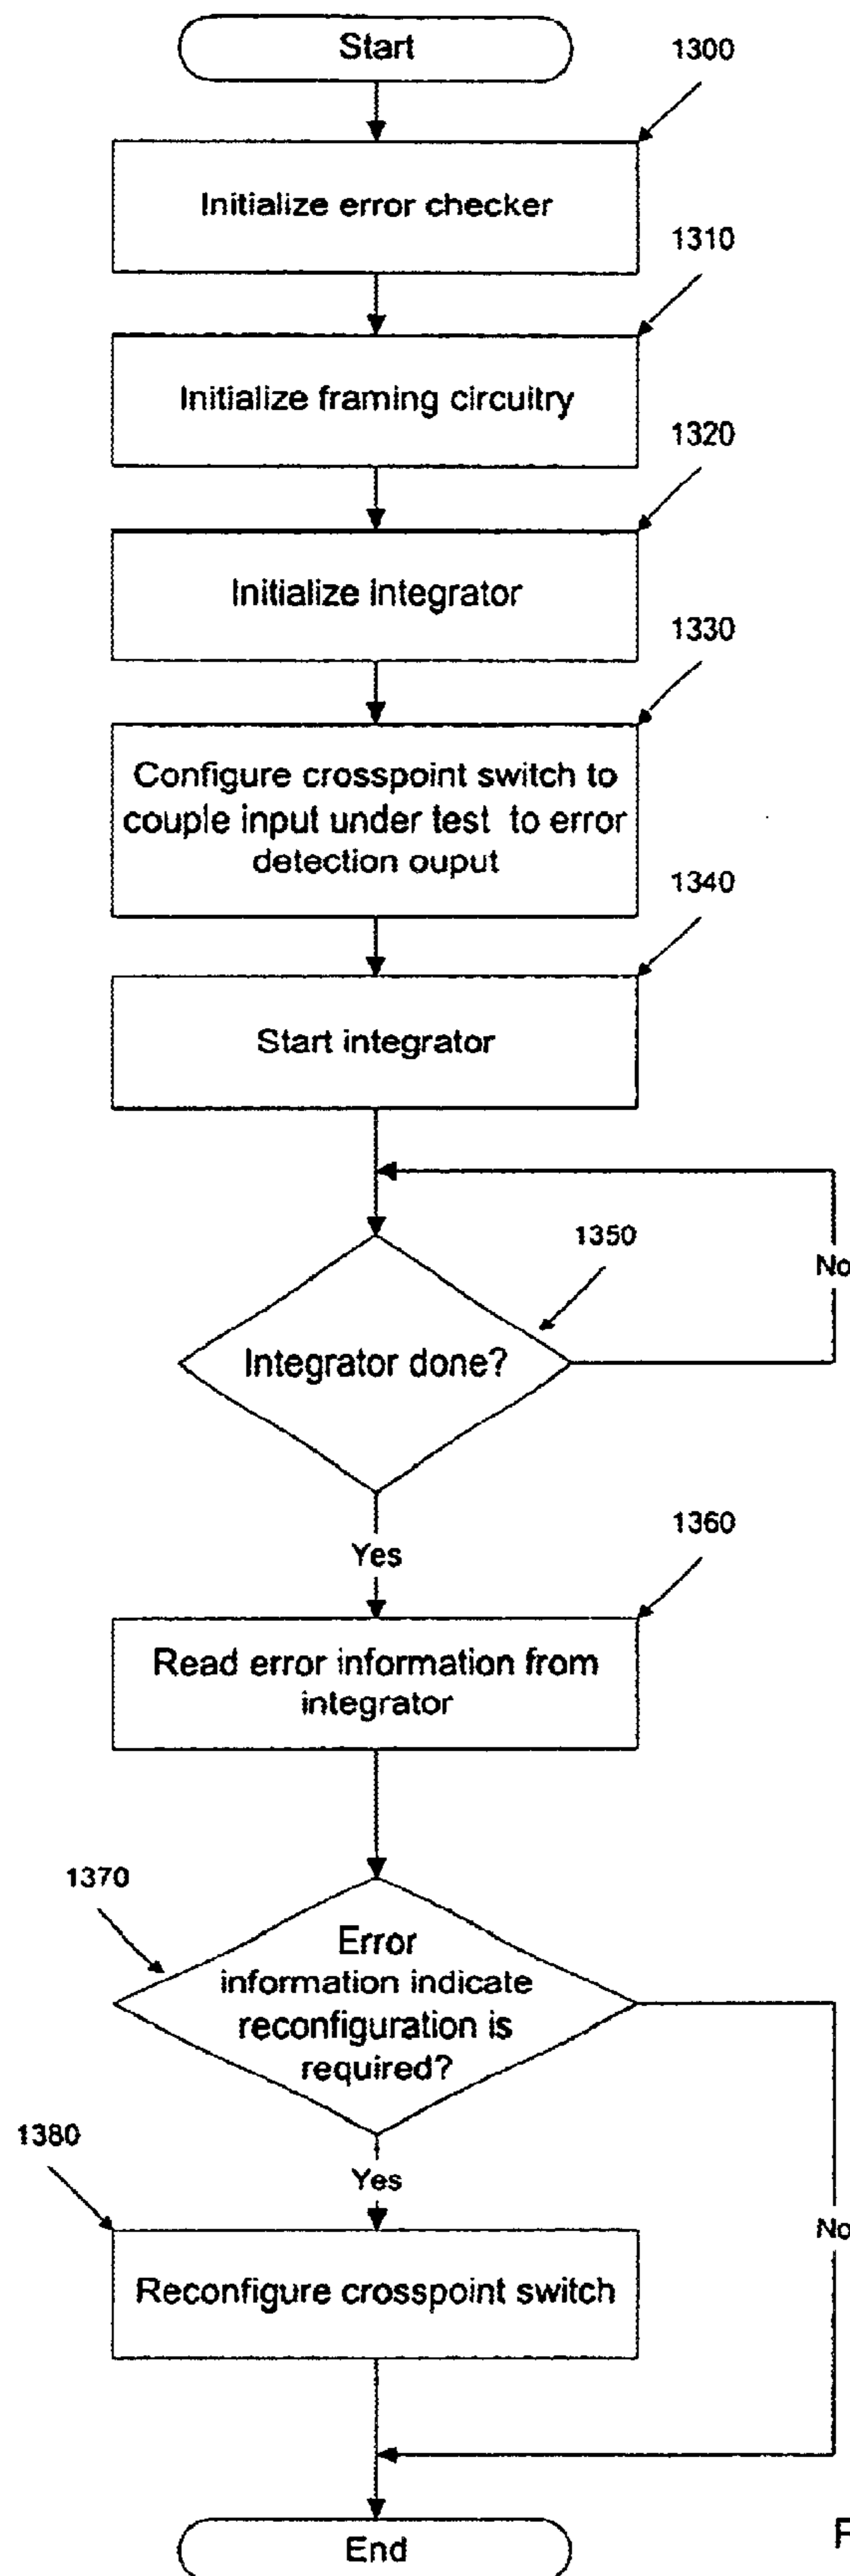 Start
1300
Initialize error checker
1310
Initialize framing circuitry
1320
Initialize integrator
1330
Configure crosspoint switch to
couple input under test to error
detection ouput
1340
Start integrator
1350
No
Integrator done?
Yes
1360
Read error information from
integrator
1370
Error
information indicate
reconfiguration is
required?
1380
Yes
No
Reconfigure crosspoint switch
End